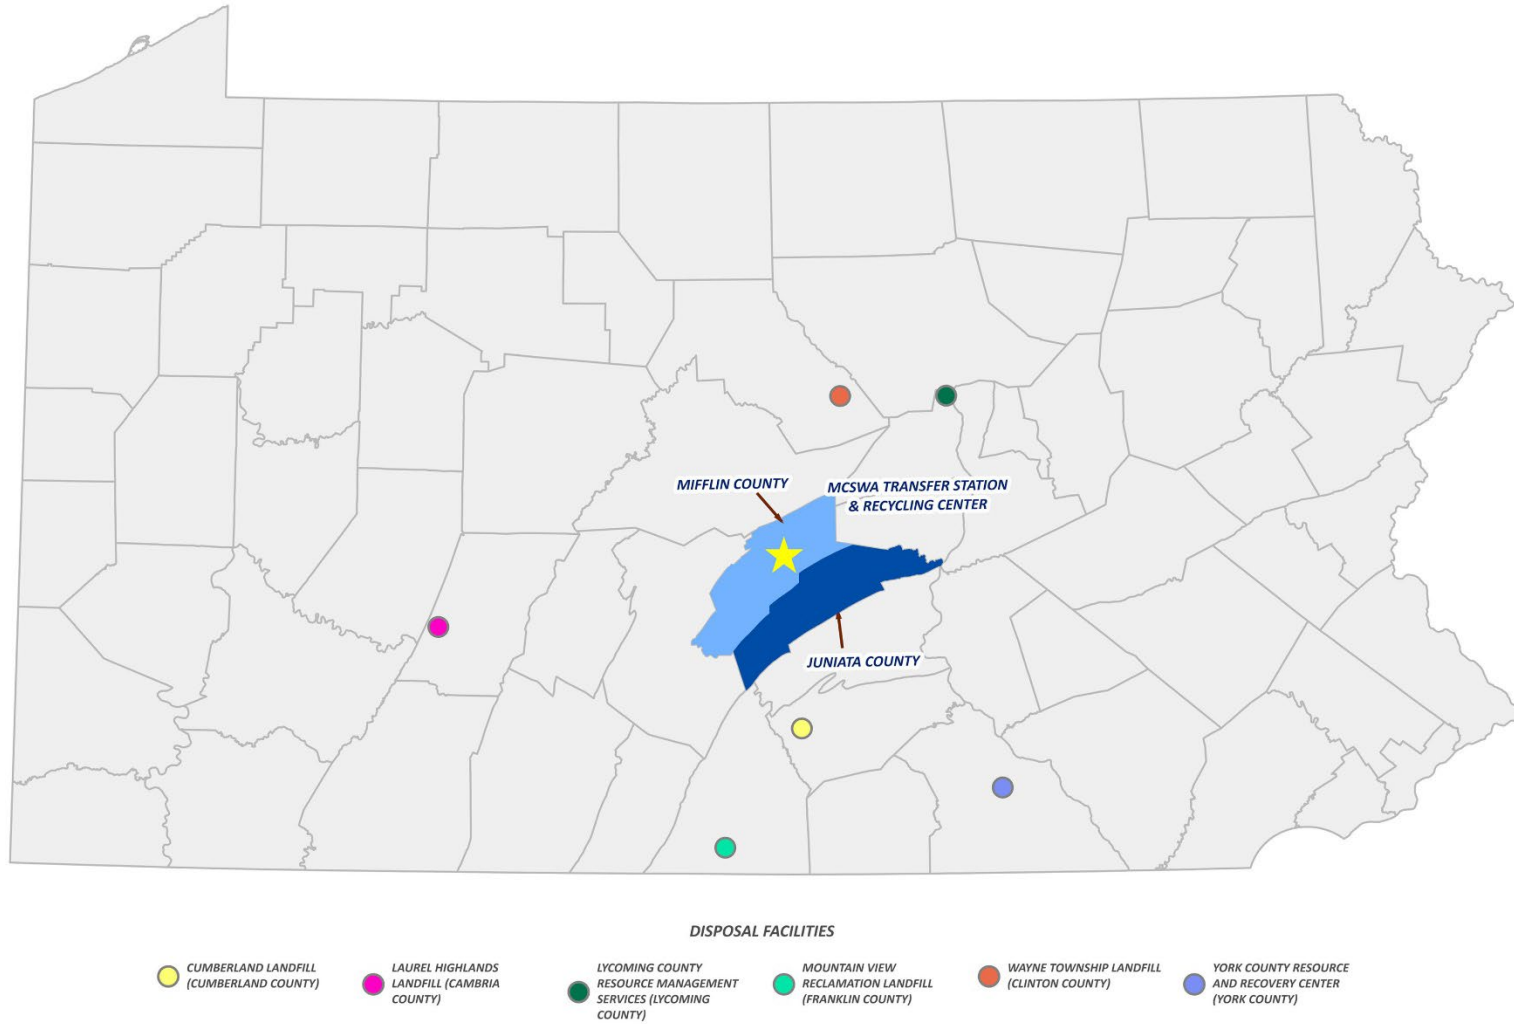 MIFFLIN COUNTY
MCSWA TRANSFER STATION
& RECYCLING CENTER
JUNIATA COUNTY
DISPOSAL FACILITIES
CUMBERLAND LANDFILL
(CUMBERLAND COUNTY)
LAUREL HIGHLANDS
LANDFILL (CAMBRIA
COUNTY)
LYCOMING COUNTY
RESOURCE MANAGEMENT
SERVICES (LYCOMING
COUNTY)
MOUNTAIN VIEW
RECLAMATION LANDFILL
(FRANKLIN COUNTY)
WAYNE TOWNSHIP LANDFILL
(CLINTON COUNTY)
YORK COUNTY RESOURCE
AND RECOVERY CENTER
(YORK COUNTY)